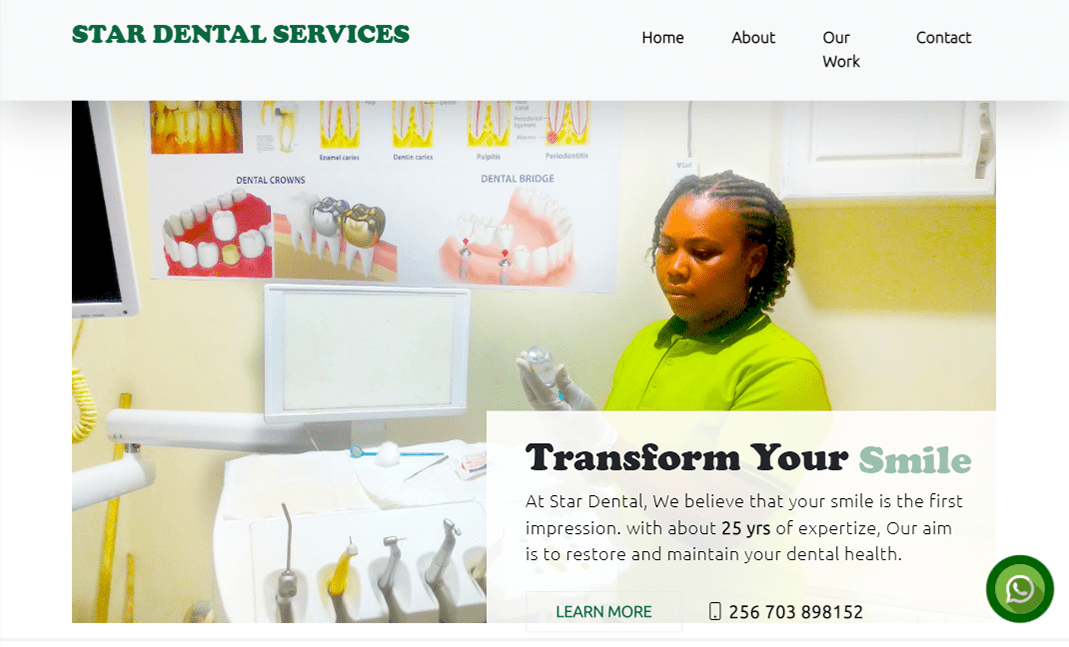 STAR DENTAL SERVICES
Home
About
Our
Work
Contact
Enamel caries
Dentin caries
Pulpitis
Periodontitis
DENTAL CROWNS
DENTAL BRIDGE
Transform Your Smile
At Star Dental, We believe that your smile is the first
impression. with about 25 yrs of expertize, Our aim
is to restore and maintain your dental health.
LEARN MORE
256 703 898152